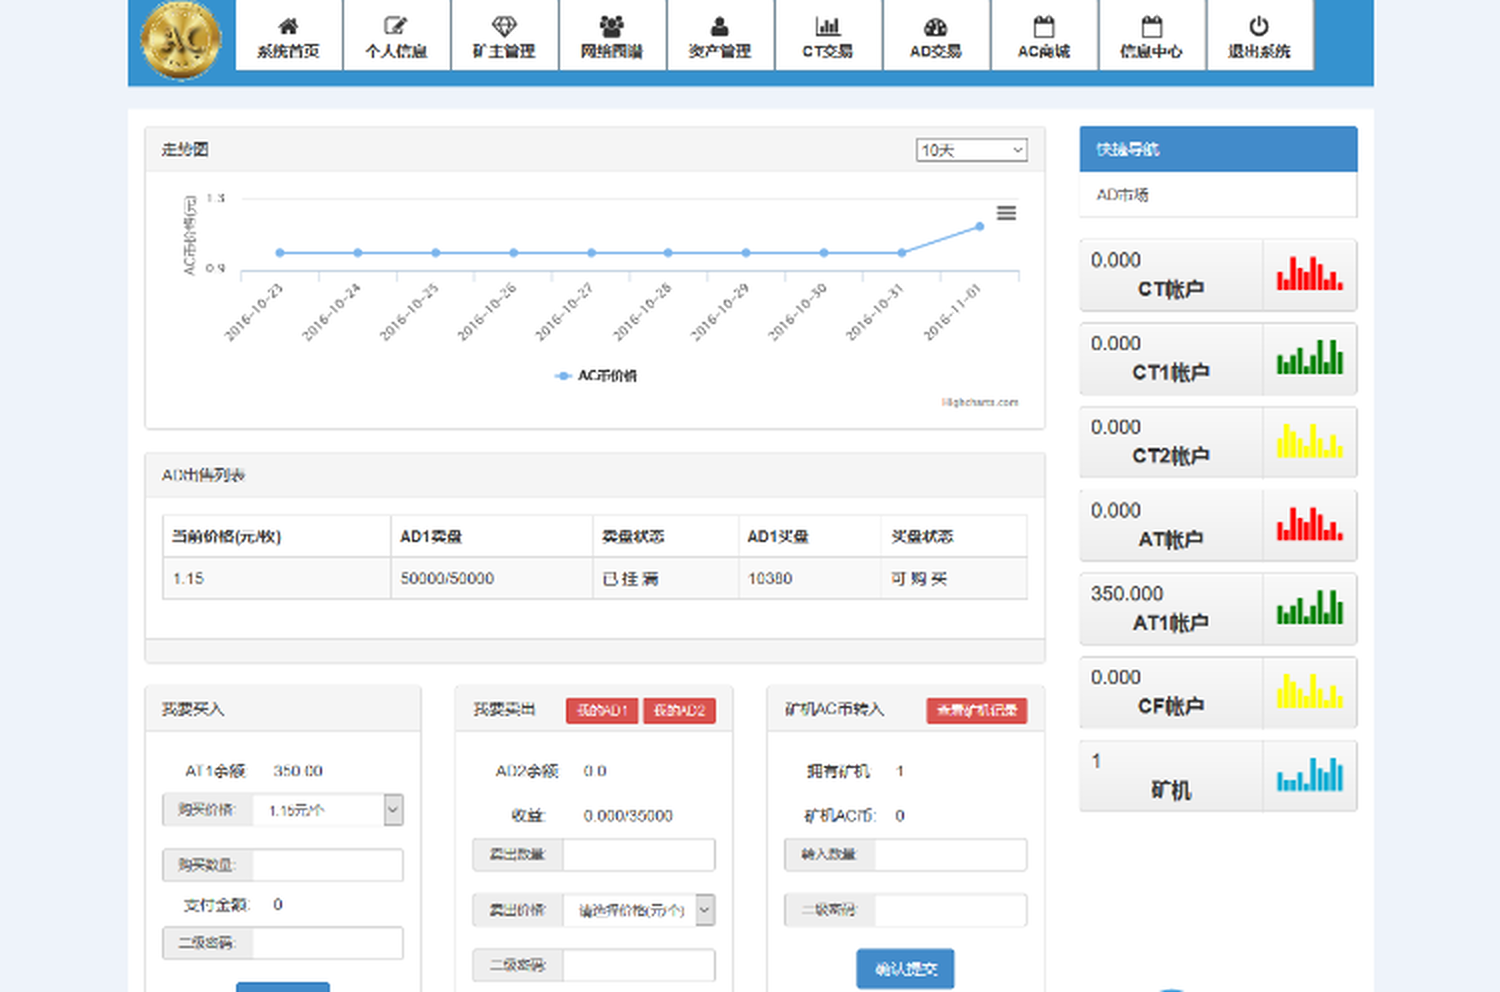 AC
系统首页 个人信息 矿主管理 网络图谱 资产管理 CT交易 AD交易 AC商城 信息中心 退出系统
走势图 10天
AC币价格(元)
1.3
0.9
2016-10-23 2016-10-24 2016-10-25 2016-10-26 2016-10-27 2016-10-28 2016-10-29 2016-10-30 2016-10-31 2016-11-01
AC币价格
Highcharts.com
快捷导航
AD市场
0.000
CT帐户
0.000
CT1帐户
0.000
CT2帐户
0.000
AT帐户
350.000
AT1帐户
0.000
CF帐户
1
矿机
AD出售列表
当前价格(元/枚) AD1卖盘 卖盘状态 AD1买盘 买盘状态
1.15 50000/50000 已挂满 10380 可购买
我要买入
AT1余额: 350.00
购买价格: 1.15元/个
购买数量:
支付金额: 0
二级密码:
我要卖出 我的AD1 我的AD2
AD2余额: 0.0
收益: 0.000/35000
卖出数量:
卖出价格: 请选择价格(元/个)
二级密码:
矿机AC币转入 查看矿机记录
拥有矿机: 1
矿机AC币: 0
转入数量:
二级密码:
确认提交